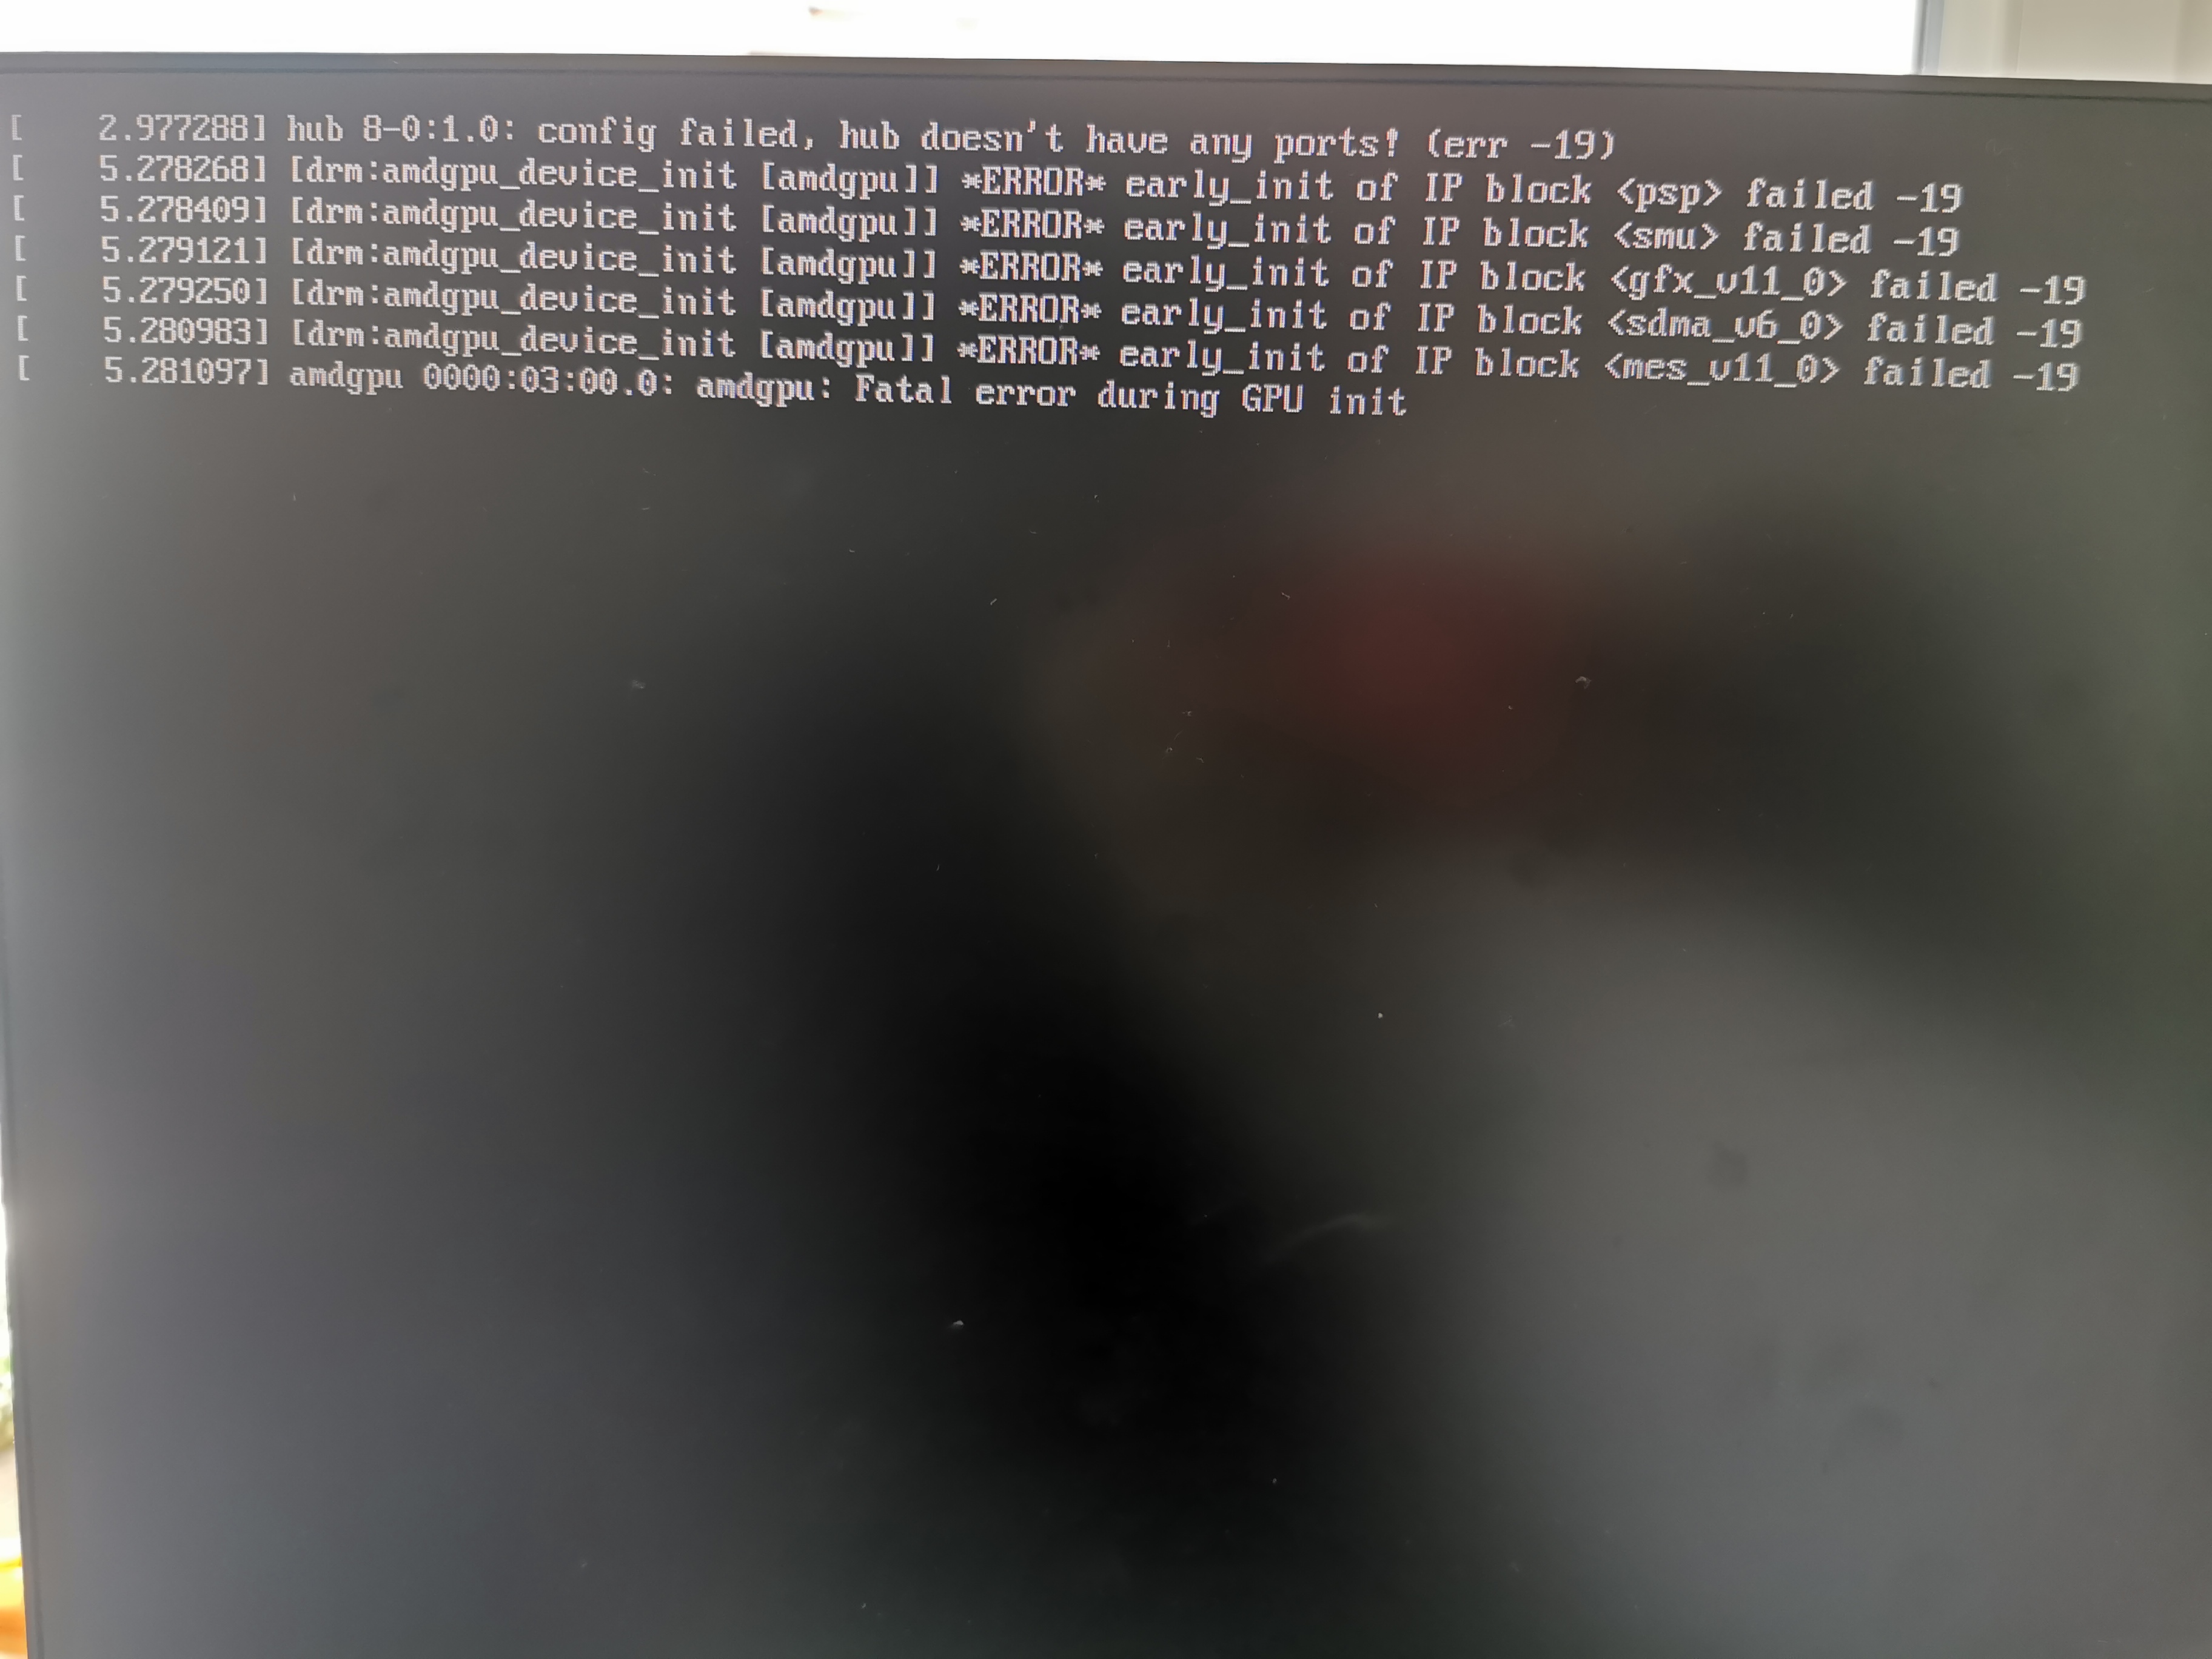 [    2.977288] hub 8-0:1.0: config failed, hub doesn't have any ports! (err -19)
[    5.278268] [drm:amdgpu_device_init [amdgpu]] *ERROR* early_init of IP block <psp> failed -19
[    5.278409] [drm:amdgpu_device_init [amdgpu]] *ERROR* early_init of IP block <smu> failed -19
[    5.279121] [drm:amdgpu_device_init [amdgpu]] *ERROR* early_init of IP block <gfx_v11_0> failed -19
[    5.279250] [drm:amdgpu_device_init [amdgpu]] *ERROR* early_init of IP block <sdma_v6_0> failed -19
[    5.280983] [drm:amdgpu_device_init [amdgpu]] *ERROR* early_init of IP block <mes_v11_0> failed -19
[    5.281097] amdgpu 0000:03:00.0: amdgpu: Fatal error during GPU init